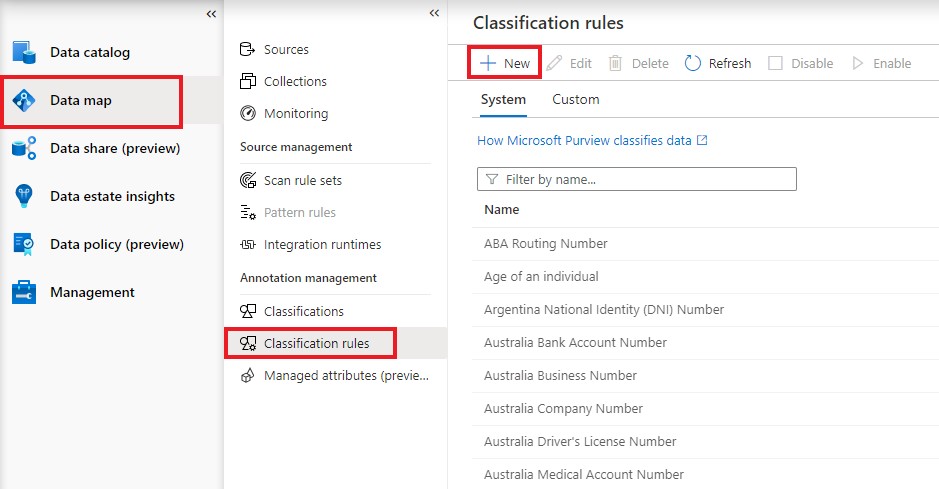 Data catalog
Data map
Data share (preview)
Data estate insights
Data policy (preview)
Management
Sources
Collections
Monitoring
Source management
Scan rule sets
Pattern rules
Integration runtimes
Annotation management
Classifications
Classification rules
Managed attributes (previe...
Classification rules
New Edit Delete Refresh Disable Enable
System Custom
How Microsoft Purview classifies data
Filter by name...
Name
ABA Routing Number
Age of an individual
Argentina National Identity (DNI) Number
Australia Bank Account Number
Australia Business Number
Australia Company Number
Australia Driver's License Number
Australia Medical Account Number